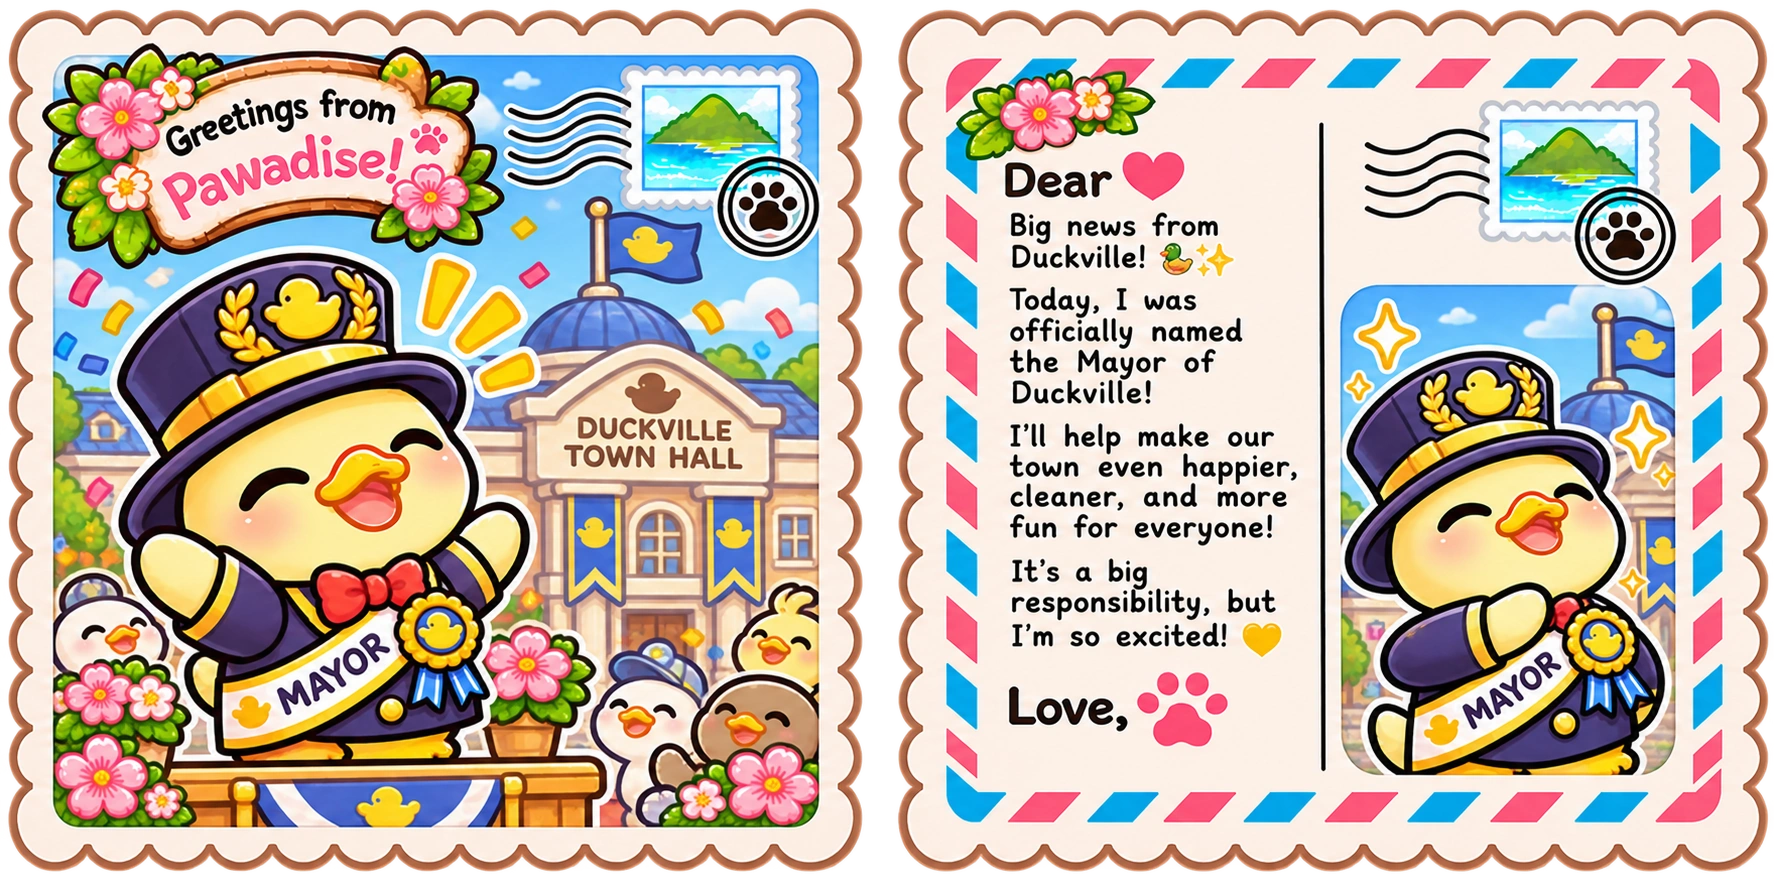 Greetings from
Pawadise!
DUCKVILLE
TOWN HALL
MAYOR
Dear
Big news from
Duckville!
Today, I was
officially named
the Mayor of
Duckville!
I'll help make our
town even happier,
cleaner, and more
fun for everyone!
It's a big
responsibility, but
I'm so excited!
Love,
MAYOR